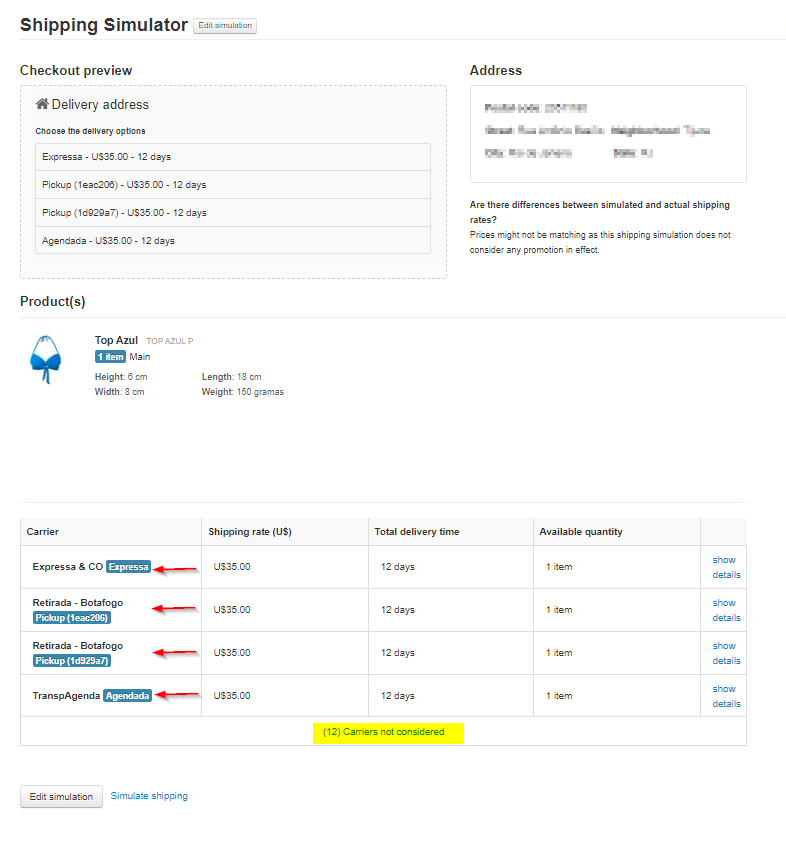 Shipping Simulator Edit simulation
Checkout preview
Delivery address
Choose the delivery options
Expressa - U$35.00 - 12 days
Pickup (1eac206) - U$35.00 - 12 days
Pickup (1d929a7) - U$35.00 - 12 days
Agendada - U$35.00 - 12 days
Address
Are there differences between simulated and actual shipping
rates?
Prices might not be matching as this shipping simulation does not
consider any promotion in effect.
Product(s)
Top Azul TOP AZUL P
1 item Main
Height: 6 cm Length: 18 cm
Width: 8 cm Weight: 150 gramas
Carrier Shipping rate (U$) Total delivery time Available quantity
Expressa & CO Expressa U$35.00 12 days 1 item show
details
Retirada - Botafogo
Pickup (1eac206) U$35.00 12 days 1 item show
details
Retirada - Botafogo
Pickup (1d929a7) U$35.00 12 days 1 item show
details
TranspAgenda Agendada U$35.00 12 days 1 item show
details
(12) Carriers not considered
Edit simulation Simulate shipping